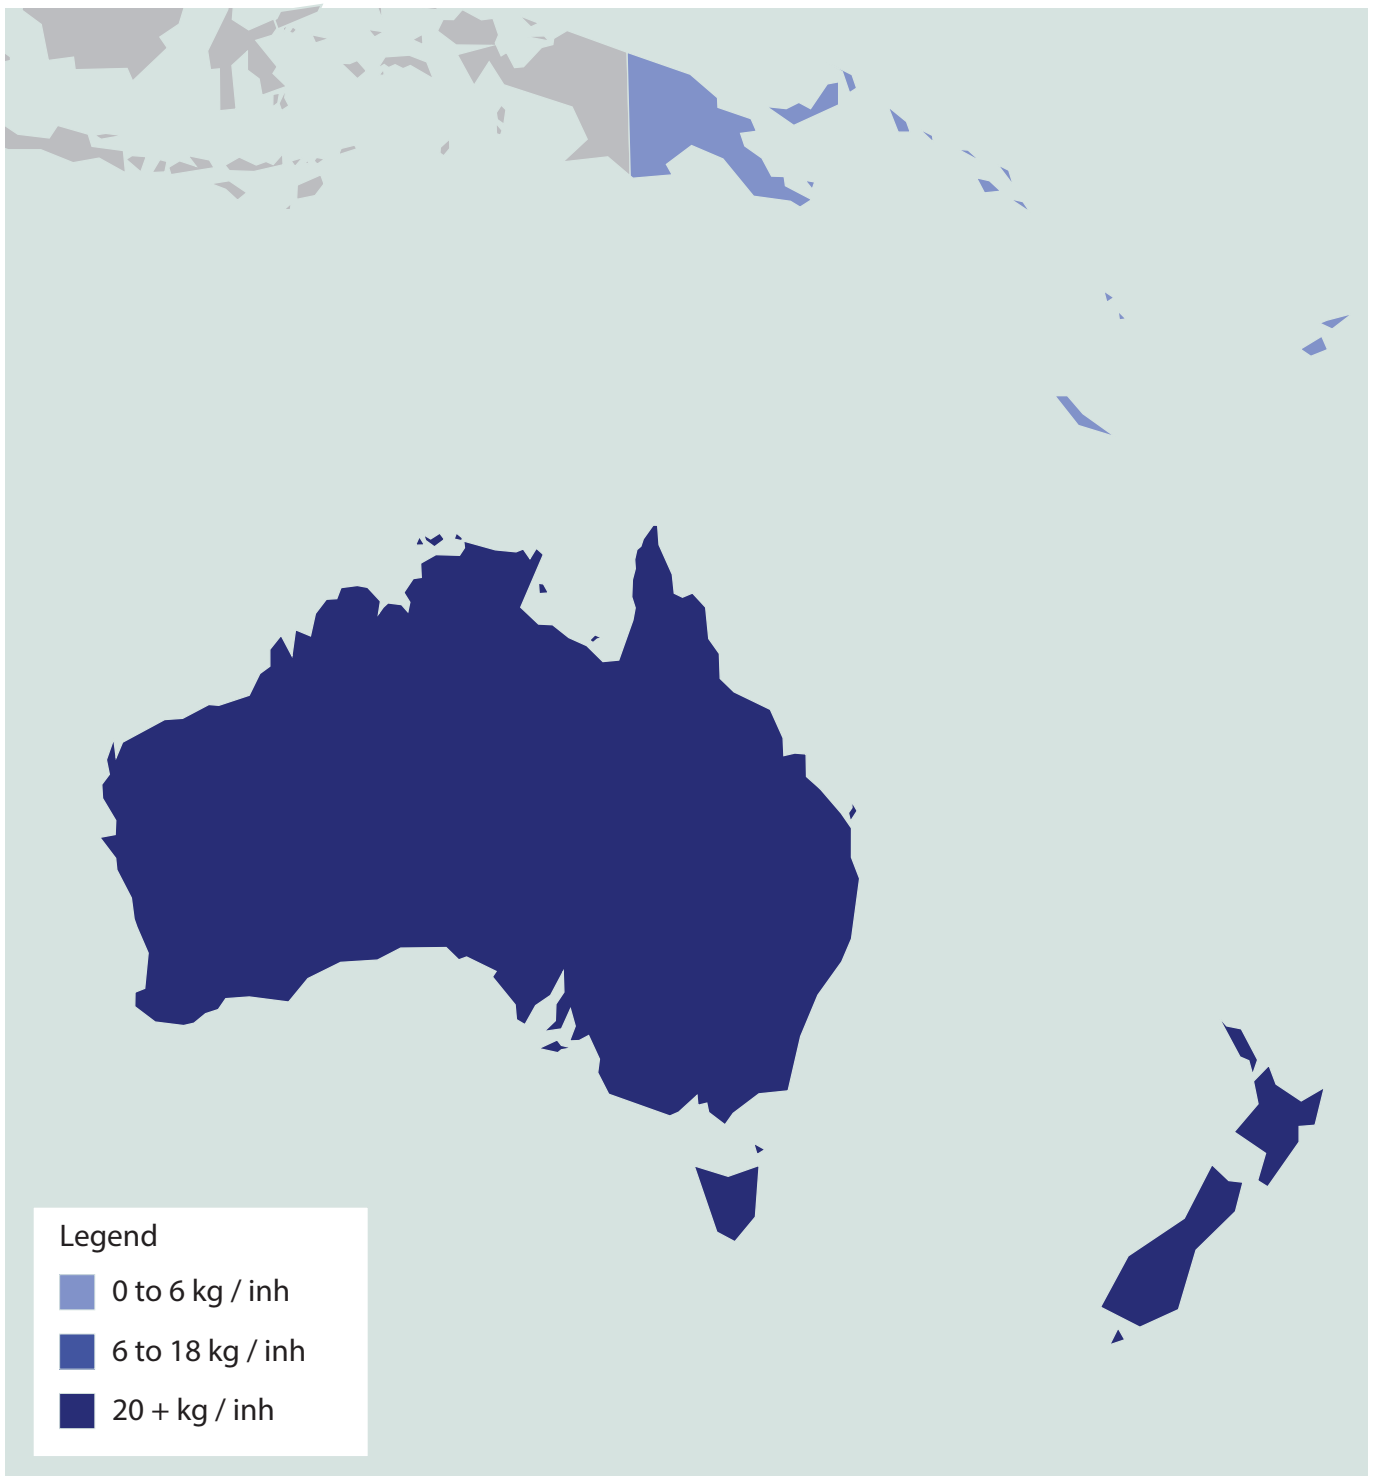 Legend
0 to 6 kg / inh
6 to 18 kg / inh
20 + kg / inh